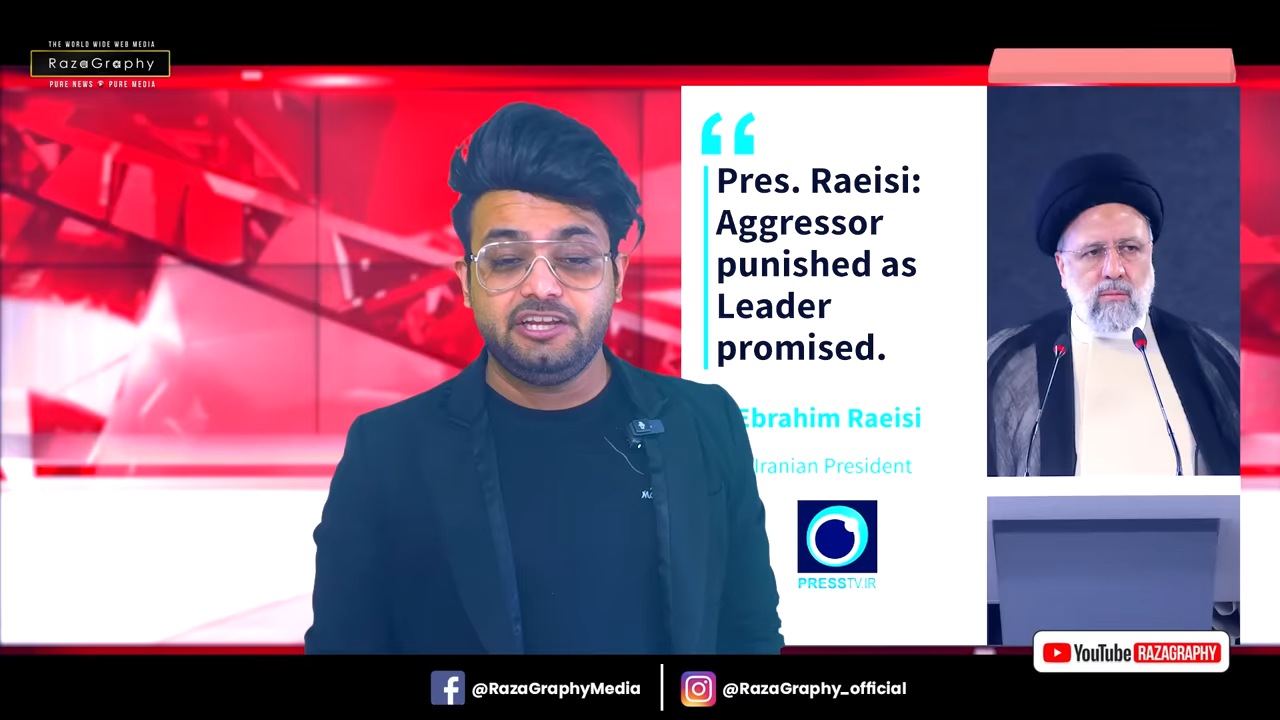 THE WORLD WIDE WEB MEDIA
RazaGraphy
PURE NEWS PURE MEDIA
“
Pres. Raeisi:
Aggressor
punished as
Leader
promised.
Ebrahim Raeisi
Iranian President
PRESSTV.IR
YouTube RAZAGRAPHY
@RazaGraphyMedia
@RazaGraphy_official